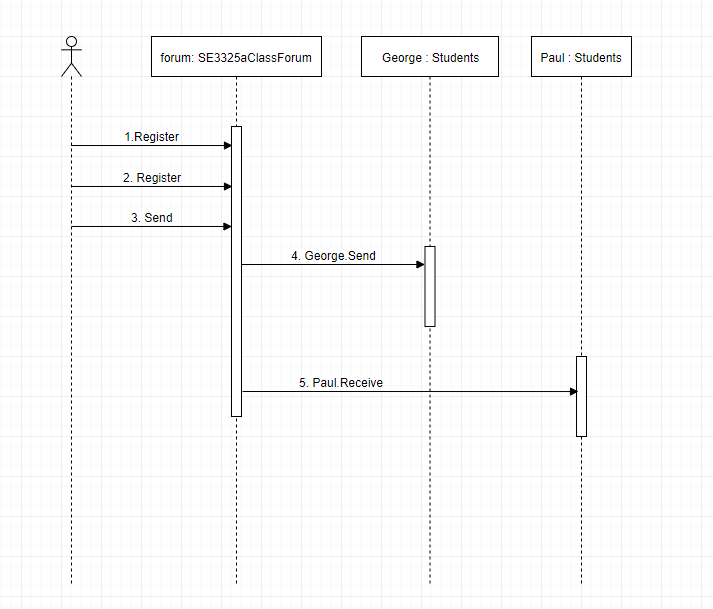 forum: SE3325aClassForum
George : Students
Paul : Students
1.Register
2. Register
3. Send
4. George.Send
5. Paul.Receive